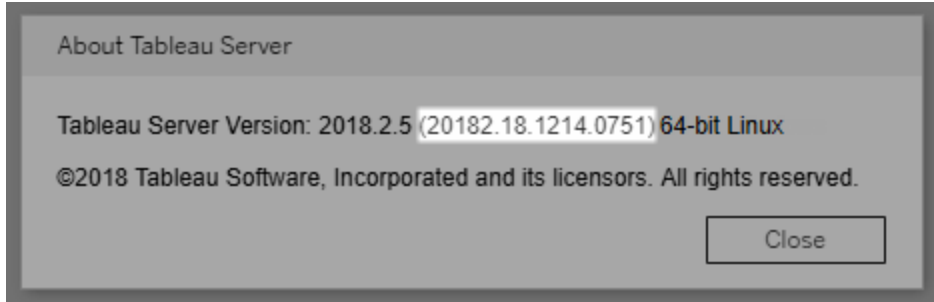 About Tableau Server
Tableau Server Version: 2018.2.5 (20182.18.1214.0751) 64-bit Linux
©2018 Tableau Software, Incorporated and its licensors. All rights reserved.
Close